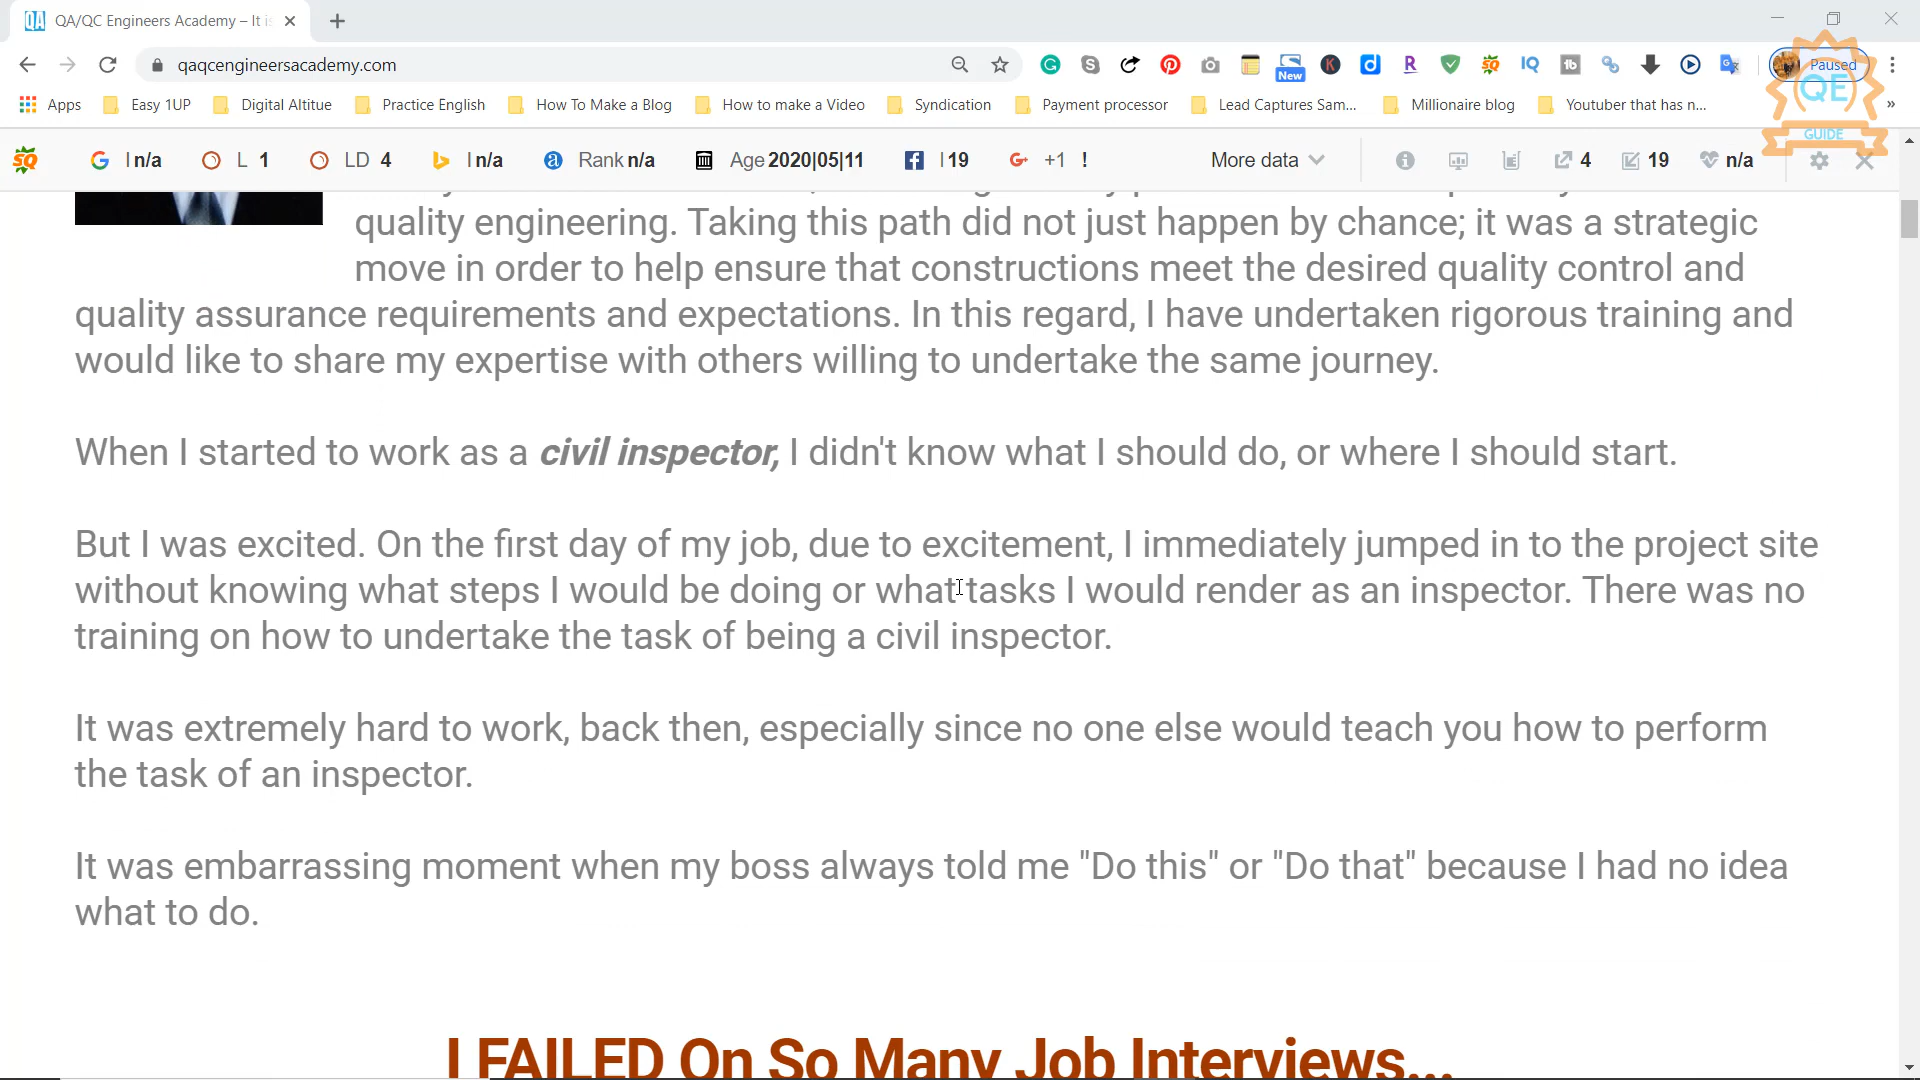 QA QA/QC Engineers Academy – It is
qaqcengineersacademy.com
New
Paused
Apps Easy 1UP Digital Altitue Practice English How To Make a Blog How to make a Video Syndication Payment processor Lead Captures Sam... Millionaire blog Youtuber that has n... »
QE
GUIDE
SQ I n/a L 1 LD 4 I n/a Rank n/a Age 2020|05|11 I 19 +1 ! More data 4 19 n/a
quality engineering. Taking this path did not just happen by chance; it was a strategic
move in order to help ensure that constructions meet the desired quality control and
quality assurance requirements and expectations. In this regard, I have undertaken rigorous training and
would like to share my expertise with others willing to undertake the same journey.
When I started to work as a civil inspector, I didn't know what I should do, or where I should start.
But I was excited. On the first day of my job, due to excitement, I immediately jumped in to the project site
without knowing what steps I would be doing or what tasks I would render as an inspector. There was no
training on how to undertake the task of being a civil inspector.
It was extremely hard to work, back then, especially since no one else would teach you how to perform
the task of an inspector.
It was embarrassing moment when my boss always told me "Do this" or "Do that" because I had no idea
what to do.
I FAILED On So Many Job Interviews...